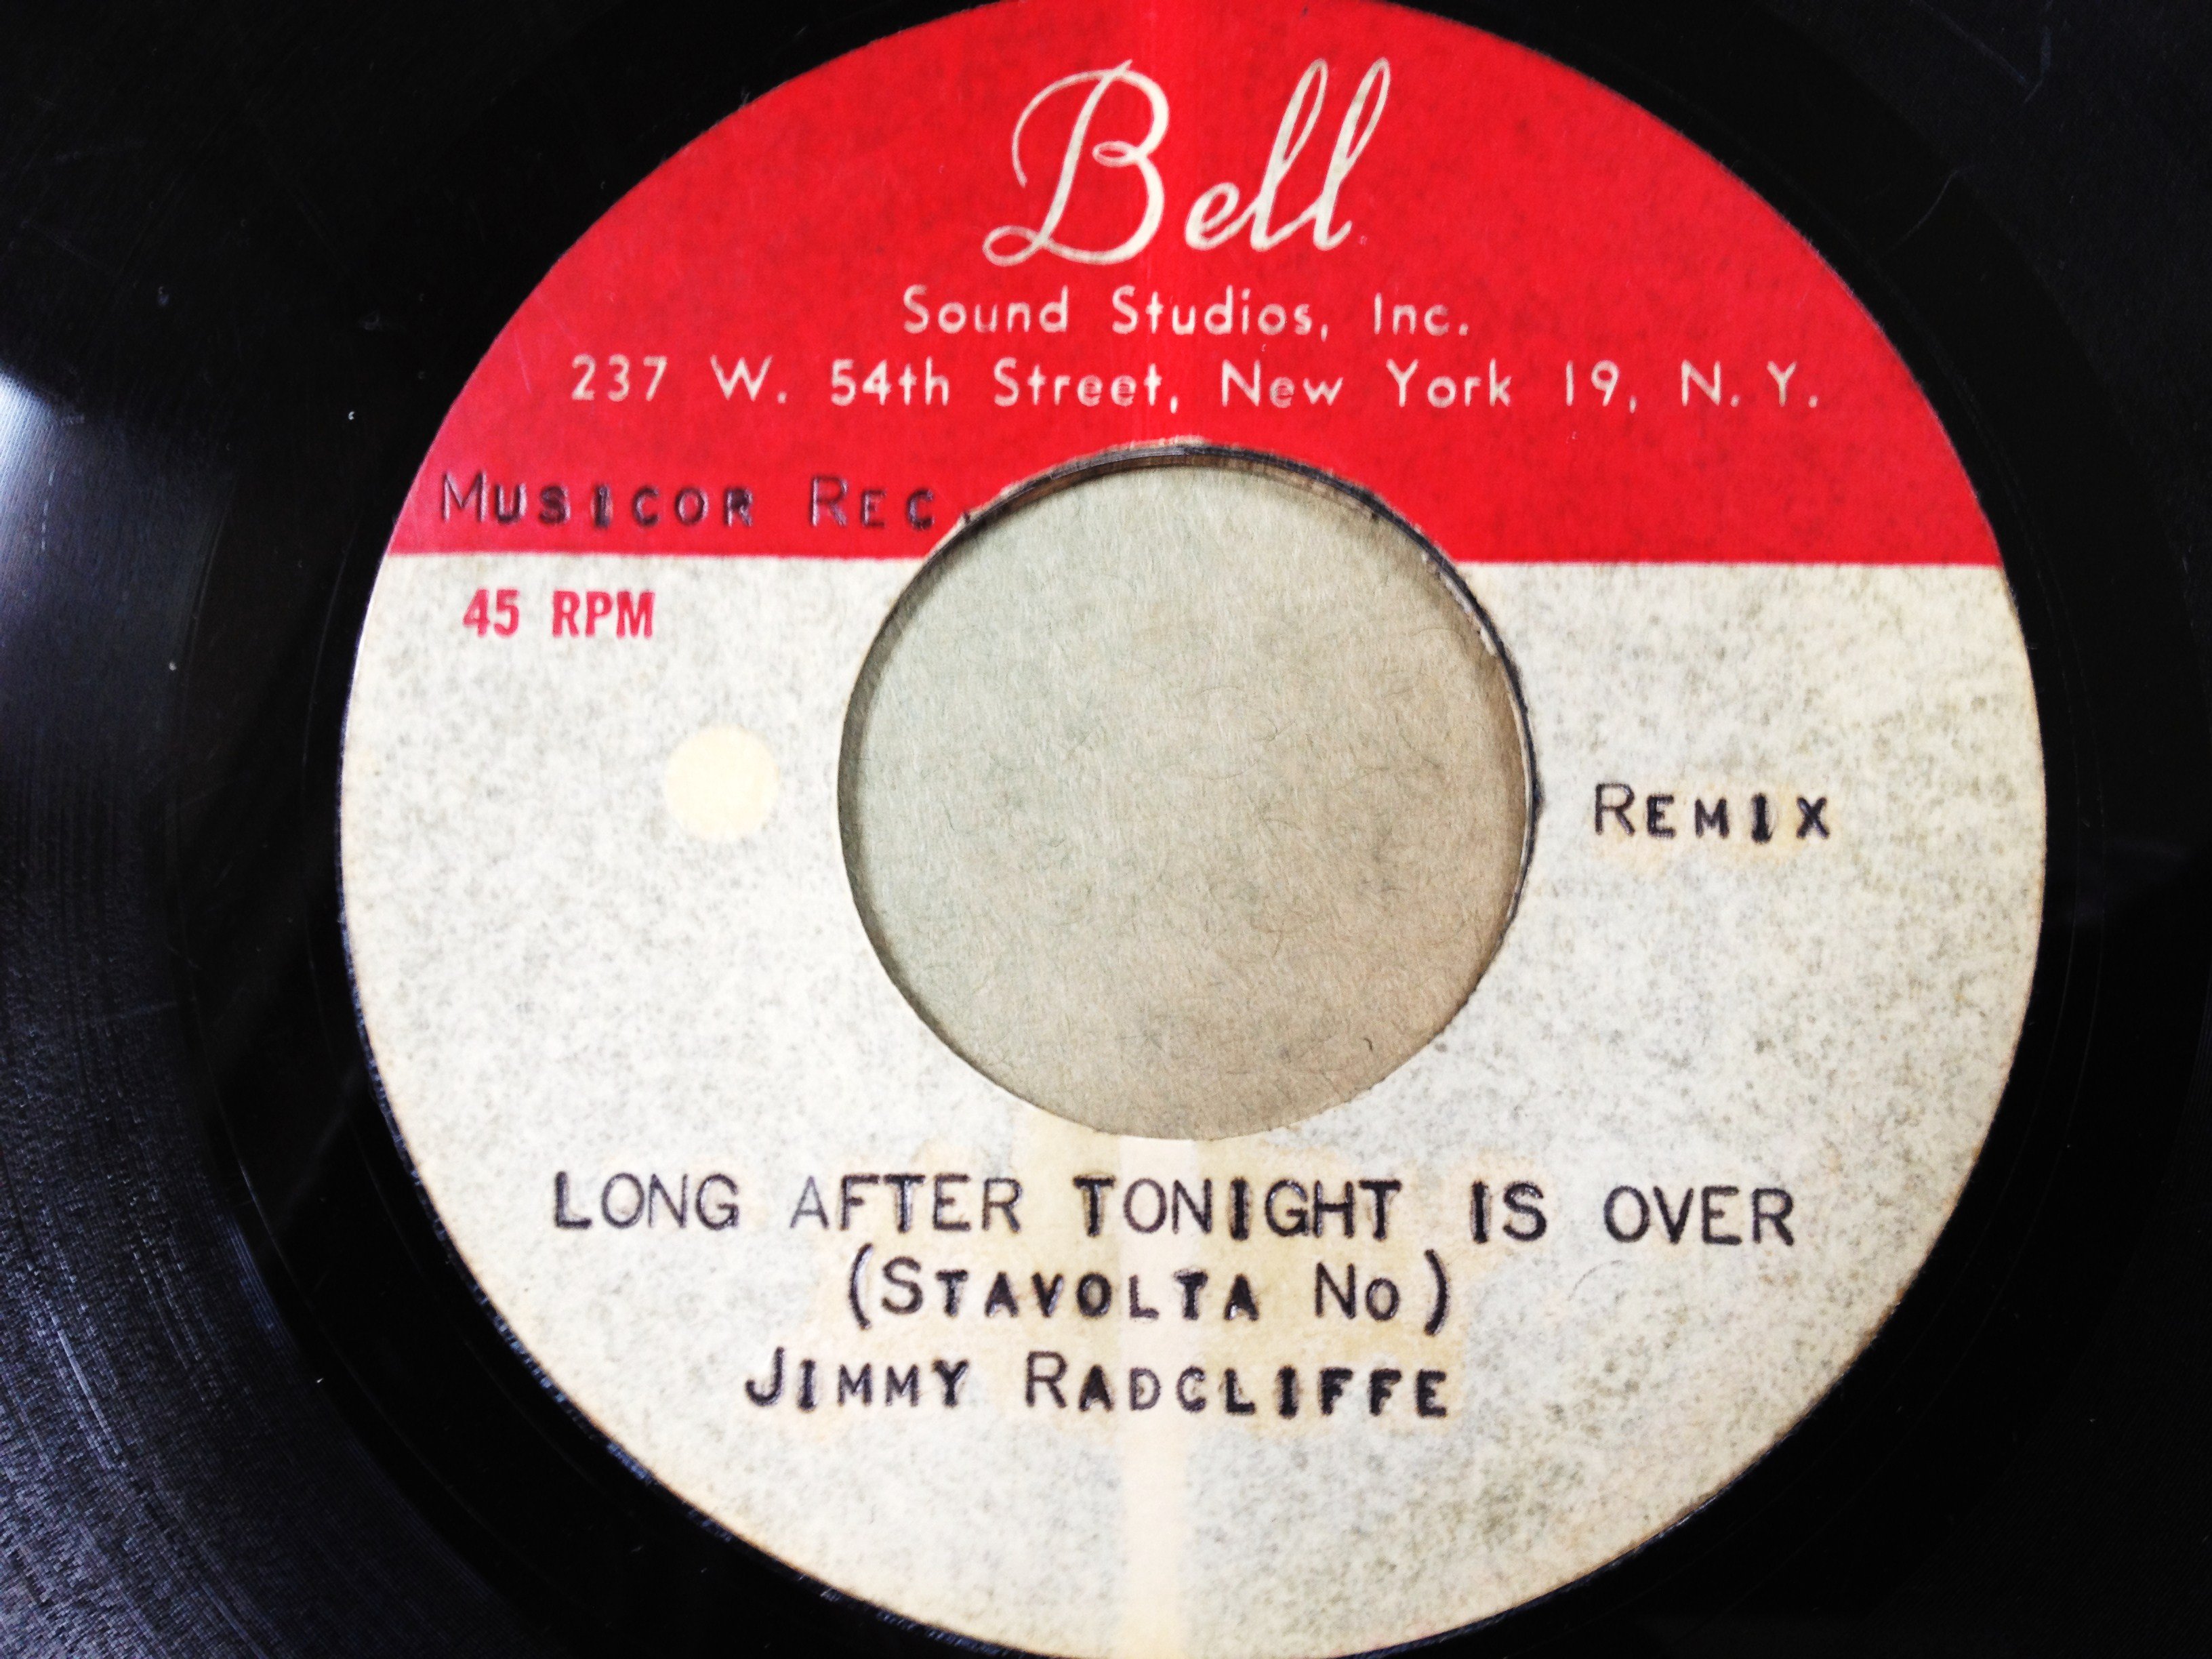 Bell
Sound Studios, Inc.
237 W. 54th Street, New York 19, N. Y.
MUSICOR REC.
45 RPM
REMIX
LONG AFTER TONIGHT IS OVER
(STAVOLTA NO)
JIMMY RADCLIFFE